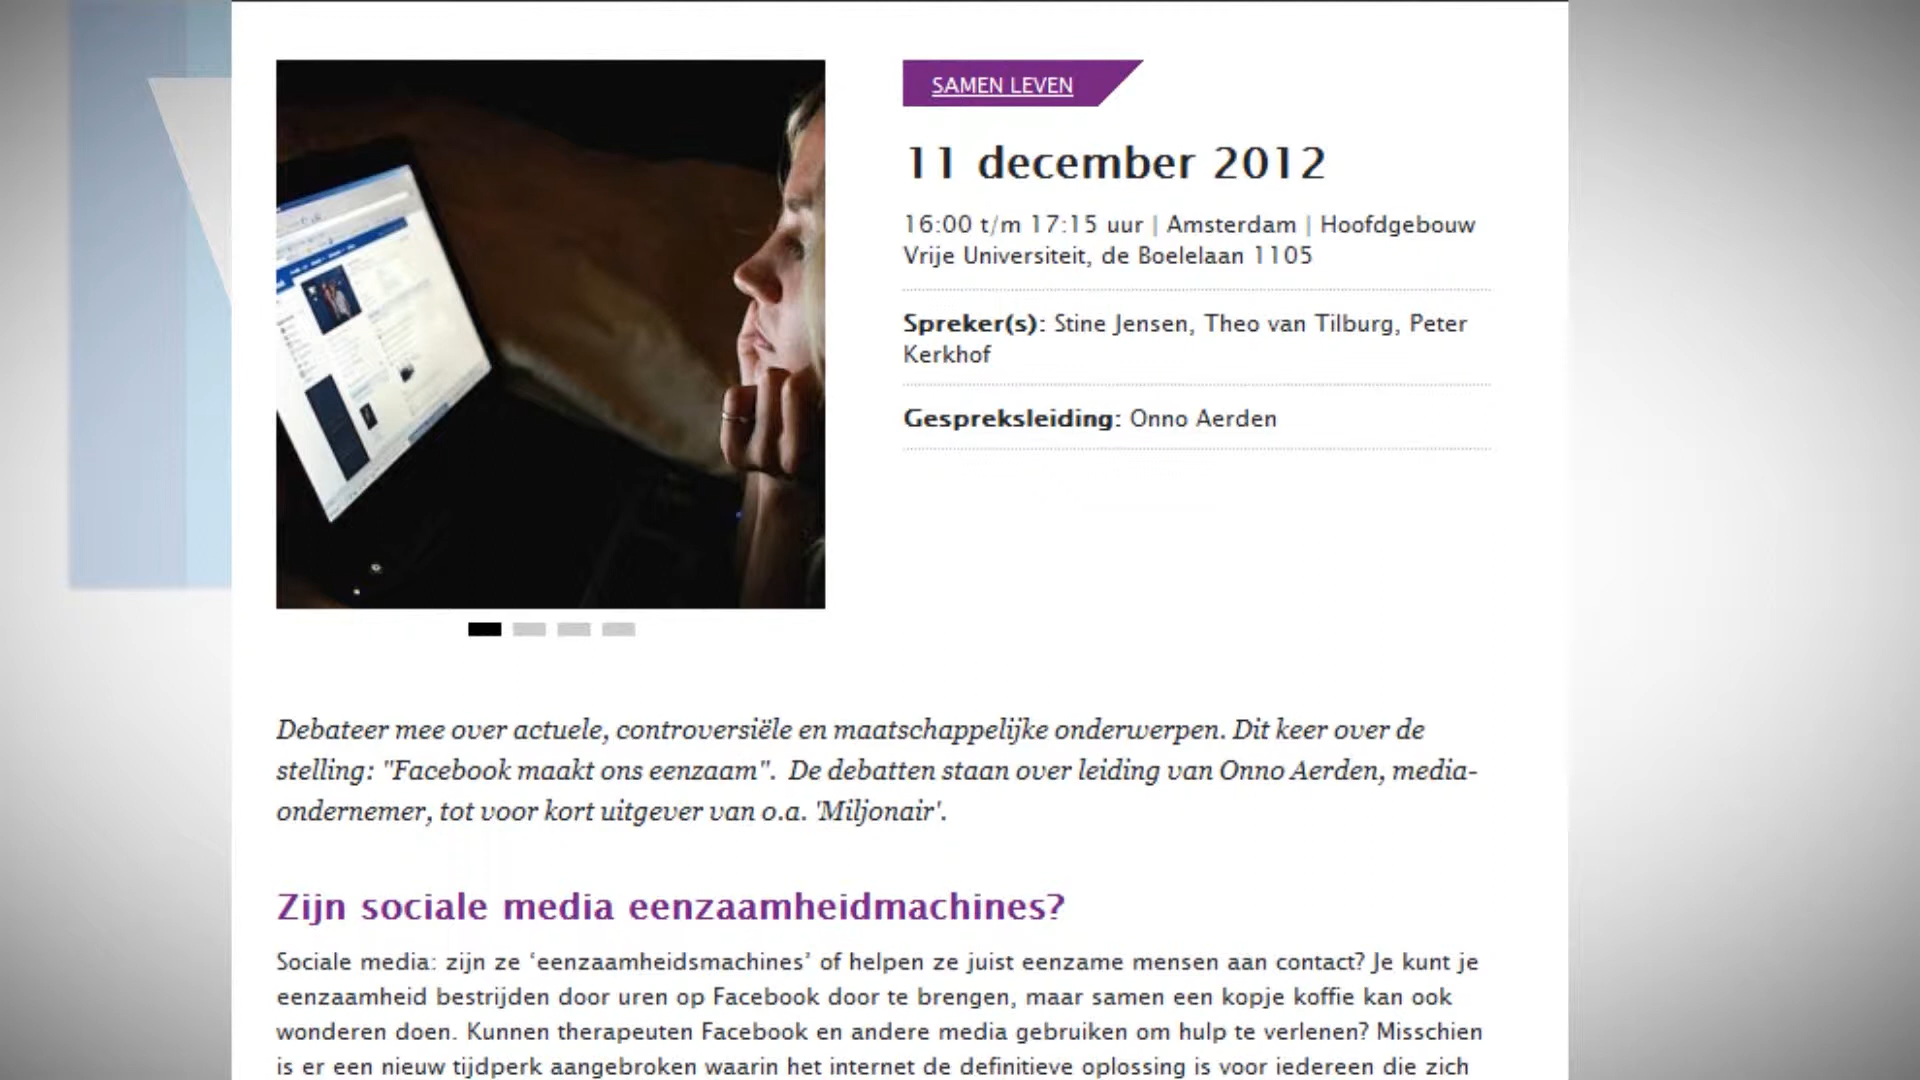 SAMEN LEVEN
11 december 2012
16:00 t/m 17:15 uur | Amsterdam | Hoofdgebouw
Vrije Universiteit, de Boelelaan 1105
Spreker(s): Stine Jensen, Theo van Tilburg, Peter
Kerkhof
Gespreksleiding: Onno Aerden
Debateer mee over actuele, controversiële en maatschappelijke onderwerpen. Dit keer over de
stelling: "Facebook maakt ons eenzaam".  De debatten staan over leiding van Onno Aerden, media-
ondernemer, tot voor kort uitgever van o.a. 'Miljonair'.
Zijn sociale media eenzaamheidmachines?
Sociale media: zijn ze ‘eenzaamheidsmachines’ of helpen ze juist eenzame mensen aan contact? Je kunt je
eenzaamheid bestrijden door uren op Facebook door te brengen, maar samen een kopje koffie kan ook
wonderen doen. Kunnen therapeuten Facebook en andere media gebruiken om hulp te verlenen? Misschien
is er een nieuw tijdperk aangebroken waarin het internet de definitieve oplossing is voor iedereen die zich